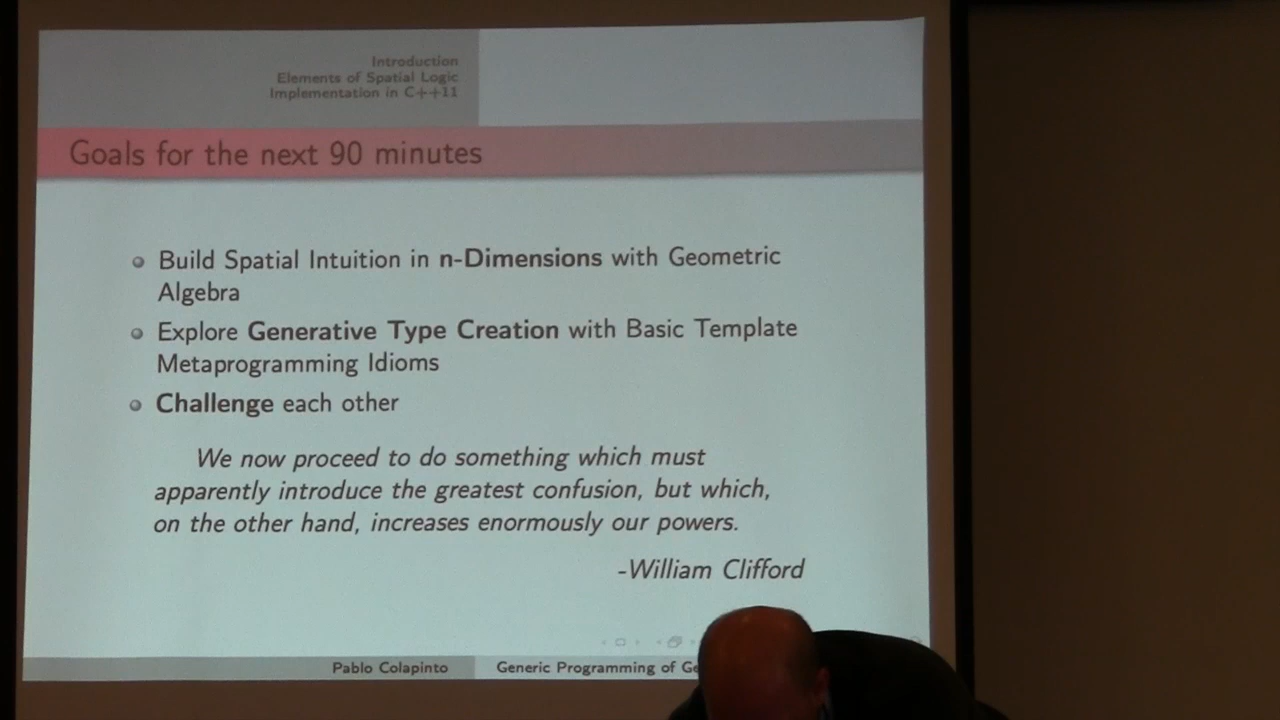 Introduction
Elements of Spatial Logic
Implementation in C++11
Goals for the next 90 minutes
Build Spatial Intuition in n-Dimensions with Geometric
Algebra
Explore Generative Type Creation with Basic Template
Metaprogramming Idioms
Challenge each other
We now proceed to do something which must
apparently introduce the greatest confusion, but which,
on the other hand, increases enormously our powers.
-William Clifford
Pablo Colapinto
Generic Programming of